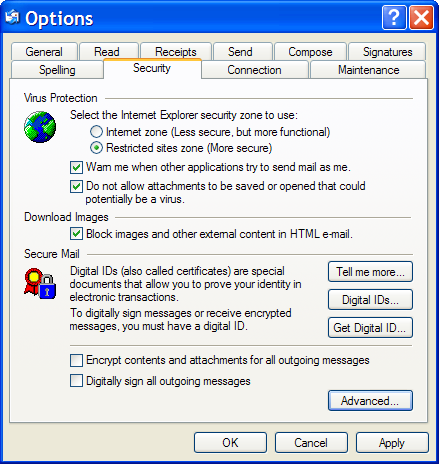 Options
General
Read
Receipts
Send
Compose
Signatures
Spelling
Security
Connection
Maintenance
Virus Protection
Select the Internet Explorer security zone to use:
Internet zone (Less secure, but more functional)
Restricted sites zone (More secure)
Warn me when other applications try to send mail as me.
Do not allow attachments to be saved or opened that could
potentially be a virus.
Download Images
Block images and other external content in HTML e-mail.
Secure Mail
Digital IDs (also called certificates) are special
documents that allow you to prove your identity in
electronic transactions.
Tell me more...
Digital IDs...
To digitally sign messages or receive encrypted
messages, you must have a digital ID.
Get Digital ID...
Encrypt contents and attachments for all outgoing messages
Digitally sign all outgoing messages
Advanced...
OK
Cancel
Apply